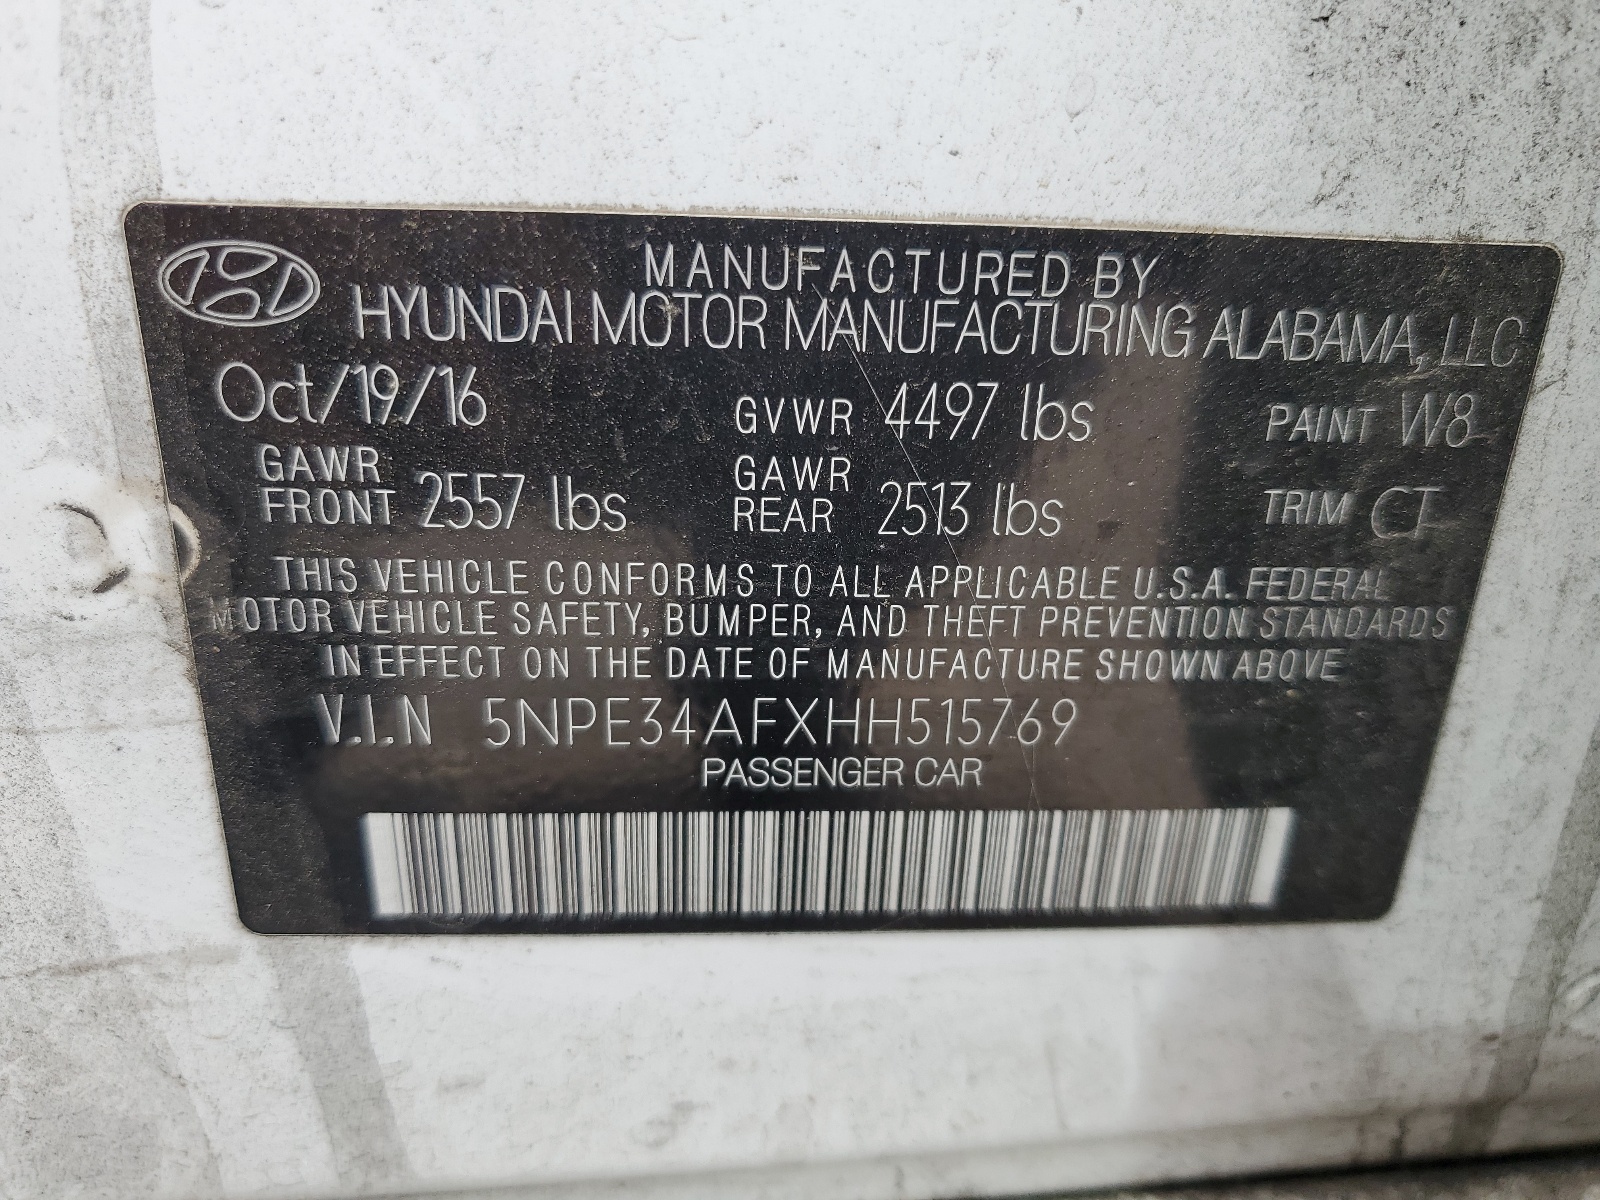 MANUFACTURED BY
HYUNDAI MOTOR MANUFACTURING ALABAMA, LLC
Oct/19/16 GVWR 4497 lbs PAINT W8
GAWR FRONT 2557 lbs GAWR REAR 2513 lbs TRIM CT
THIS VEHICLE CONFORMS TO ALL APPLICABLE U.S.A. FEDERAL
MOTOR VEHICLE SAFETY, BUMPER, AND THEFT PREVENTION STANDARDS
IN EFFECT ON THE DATE OF MANUFACTURE SHOWN ABOVE
V.I.N 5NPE34AFXHH515769
PASSENGER CAR